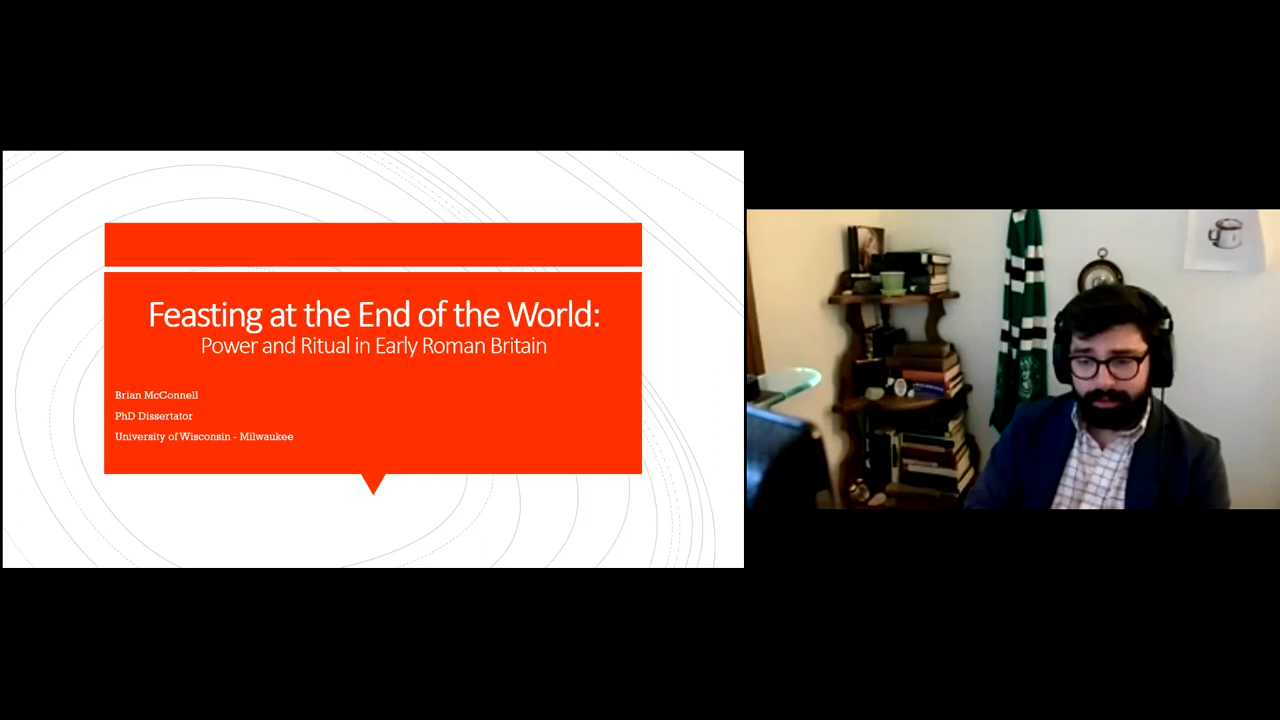 Feasting at the End of the World:
Power and Ritual in Early Roman Britain
Brian McConnell
PhD Dissertator
University of Wisconsin - Milwaukee